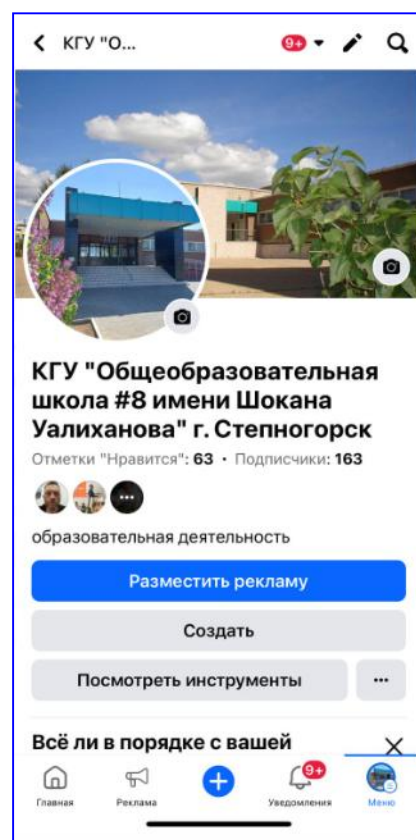 КГУ "О...
9+
КГУ "Общеобразовательная
школа #8 имени Шокана
Уалиханова" г. Степногорск
Отметки "Нравится": 63 • Подписчики: 163
образовательная деятельность
Разместить рекламу
Создать
Посмотреть инструменты
Всё ли в порядке с вашей
9+
Главная Реклама Уведомления Меню